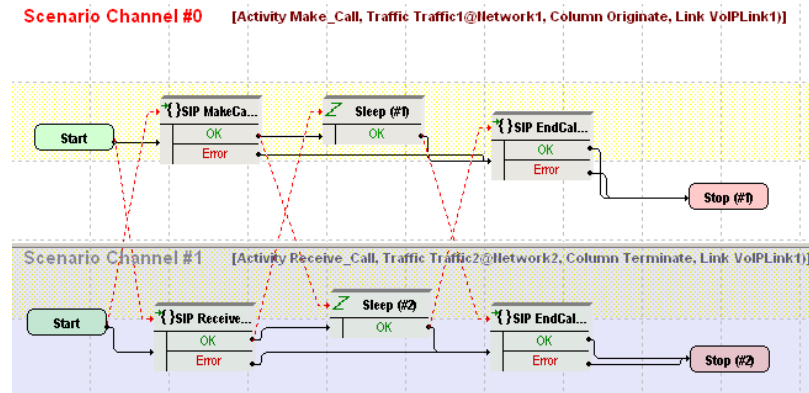 Scenario Channel #0 [Activity Make_Call, Traffic Traffic1@Network1, Column Originate, Link VoIPLink1)]
{}SIP MakeCa...
Sleep (#1)
Start
OK
OK
Error
{}SIP EndCal...
OK
Error
Stop (#1)
Scenario Channel #1 [Activity Receive_Call, Traffic Traffic2@Network2, Column Terminate, Link VoIPLink1)]
Start
{}SIP Receive...
Sleep (#2)
{}SIP EndCal...
OK
OK
OK
Error
Error
Stop (#2)